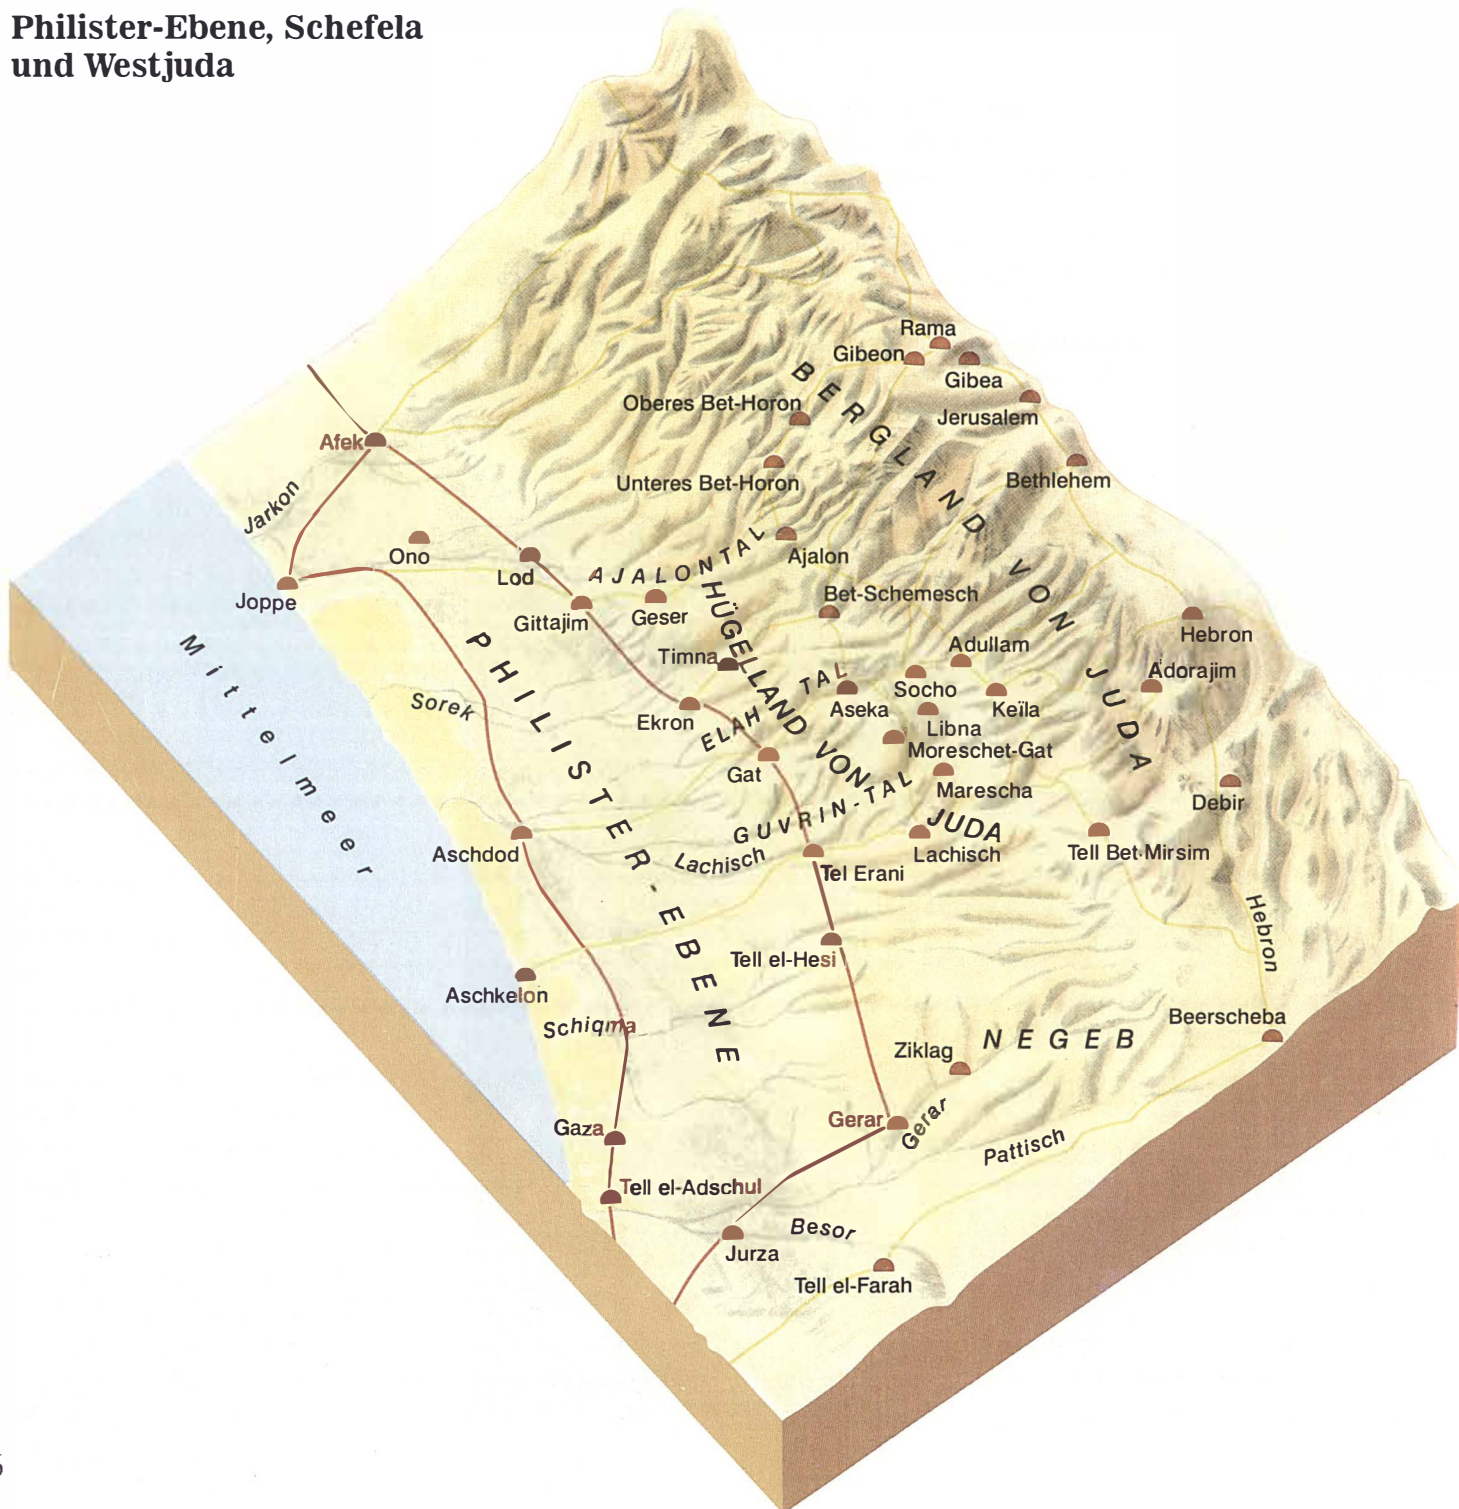 Philister-Ebene, Schefela
und Westjuda
Rama
Gibeon
Gibea
Jerusalem
Oberes Bet-Horon
BERGLAND VON JUDA
Afek
Unteres Bet-Horon
Bethlehem
Jarkon
Ono
Lod
AJALONTAL
Ajalon
Joppe
Gittajim
Geser
Bet-Schemesch
HÜGELLAND VON JUDA
Hebron
Mittelmeer
PHILISTER-EBENE
Timna
Adullam
Adorajim
ELAH TAL
Socho
Keïla
Sorek
Ekron
Aseka
Libna
Moreschet-Gat
Gat
Marescha
Debir
GUVRIN-TAL
Aschdod
Lachisch
Lachisch
Tell Bet-Mirsim
Tel Erani
Hebron
Tell el-Hesi
Aschkelon
Schiqma
Beerscheba
NEGEB
Ziklag
Gaza
Gerar
Gerar
Pattisch
Tell el-Adschul
Besor
Jurza
Tell el-Farah